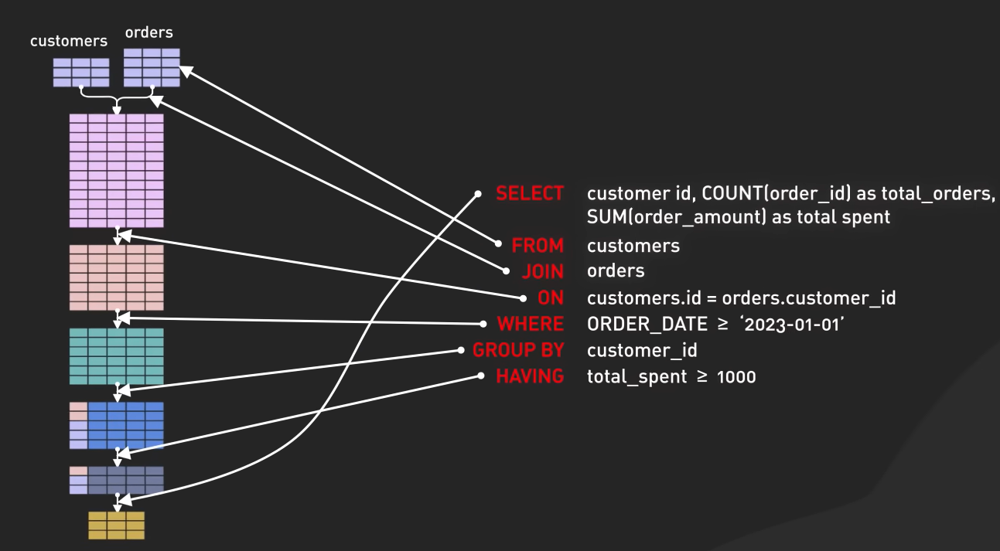 customers
orders
SELECT customer id, COUNT(order_id) as total_orders,
SUM(order_amount) as total spent
FROM customers
JOIN orders
ON customers.id = orders.customer_id
WHERE ORDER_DATE ≥ ‘2023-01-01’
GROUP BY customer_id
HAVING total_spent ≥ 1000